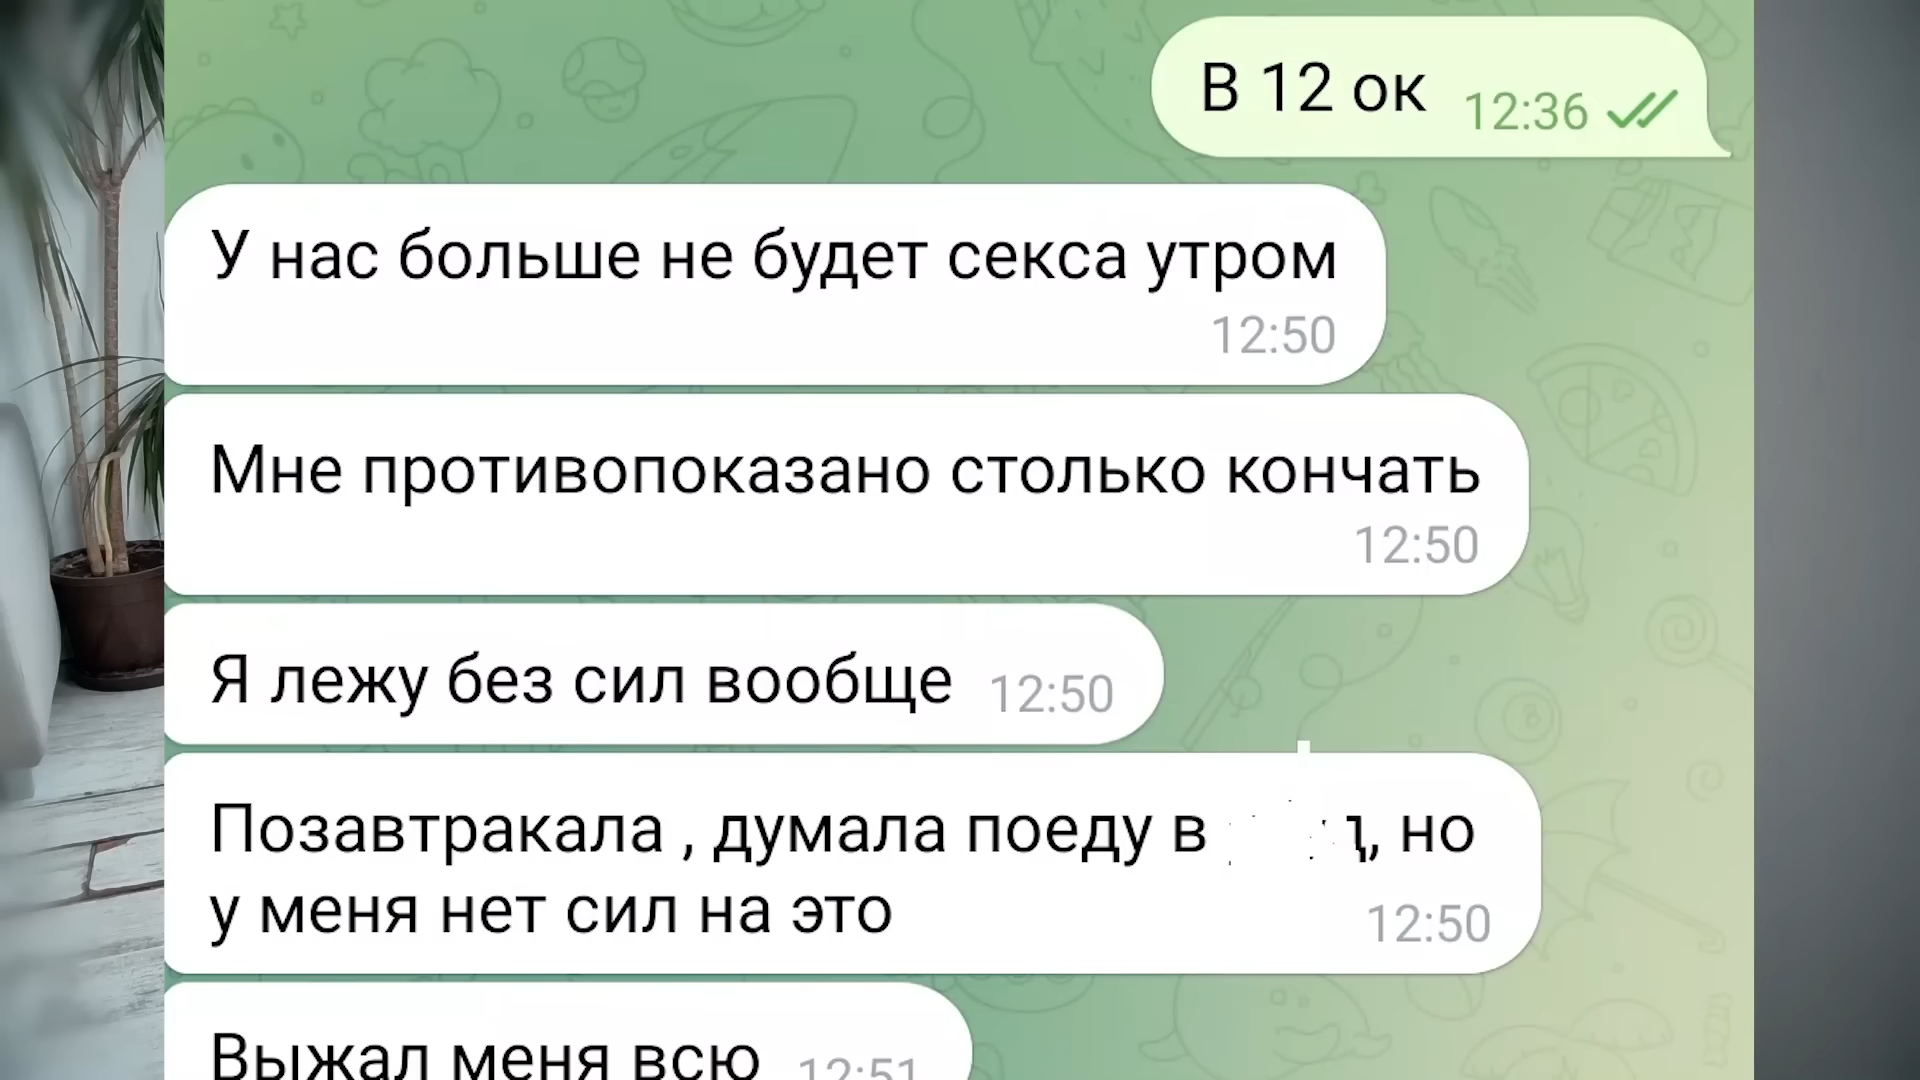 В 12 ок 12:36
У нас больше не будет секса утром
12:50
Мне противопоказано столько кончать
12:50
Я лежу без сил вообще 12:50
Позавтракала , думала поеду в , но
у меня нет сил на это 12:50
Выжал меня всю 12:51